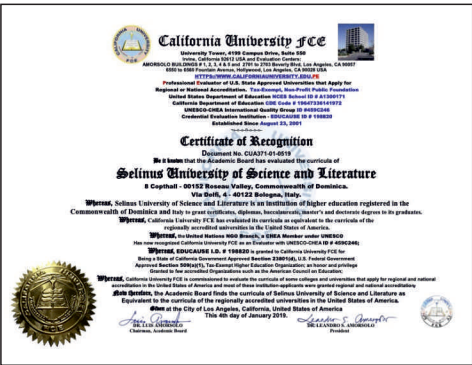 California University FCE
University Tower, 4199 Campus Drive, Suite 550
Irvine, California 92612 USA and Evaluation Centers:
AMORSOLO BUILDINGS # 1, 2, 3, 4 & 5 and 2701 to 2703 Beverly Blvd, Los Angeles, CA 90057
6550 to 6560 Fountain Avenue, Hollywood, Los Angeles, CA 90028 USA
HTTPS://WWW.CALIFORNIAUNIVERSITY.EDU.FE
Professional Evaluator of U.S. State Approved Universities that Apply for
Regional or National Accreditation. Tax-Exempt, Non-Profit Public Foundation
United States Department of Education NCES School ID # A1300171
California Department of Education CDE Code # 19647336141972
UNESCO-CHEA International Quality Group ID #459C246
Credential Evaluation Institution - EDUCAUSE ID # 198820
Established Since August 23, 2001
Certificate of Recognition
Document No. CUA371-01-0519
Be it known that the Academic Board has evaluated the curricula of
Selinus University of Science and Literature
8 Copthall - 00152 Roseau Valley, Commonwealth of Dominica.
Via Dolfi, 4 - 40122 Bologna, Italy.
Whereas, Selinus University of Science and Literature is an institution of higher education registered in the
Commonwealth of Dominica and Italy to grant certificates, diplomas, baccalaureate, master's and doctorate degrees to its graduates.
Whereas, California University FCE has evaluated its curricula as equivalent to the curricula of the
regionally accredited universities in the United States of America.
Whereas, the United Nations NGO Branch, a CHEA Member under UNESCO
Has now recognized California University FCE as an Evaluator with UNESCO-CHEA ID # 459C246;
Whereas, EDUCAUSE I.D. # 198820 is granted to California University FCE for
Being a State of California Government Approved Section 23801(d), U.S. Federal Government
Approved Section 509(a)(1), Tax-Exempt Higher Education Organization; an honor and privilege
Granted to few accredited Organizations such as the American Council on Education;
Whereas, California University FCE is commissioned to evaluate the curricula of some colleges and universities that apply for regional and national
accreditation in the United States of America and most of these institution-applicants were granted regional and national accreditation;
Now therefore, the Academic Board finds the curricula of Selinus University of Science and Literature as
Equivalent to the curricula of the regionally accredited universities in the United States of America.
Given at the City of Los Angeles, California, United States of America
This 4th day of January 2019.
DR. LUIS AMORSOLO
Chairman, Academic Board
Leandro S. Amorsolo
DR. LEANDRO S. AMORSOLO
President